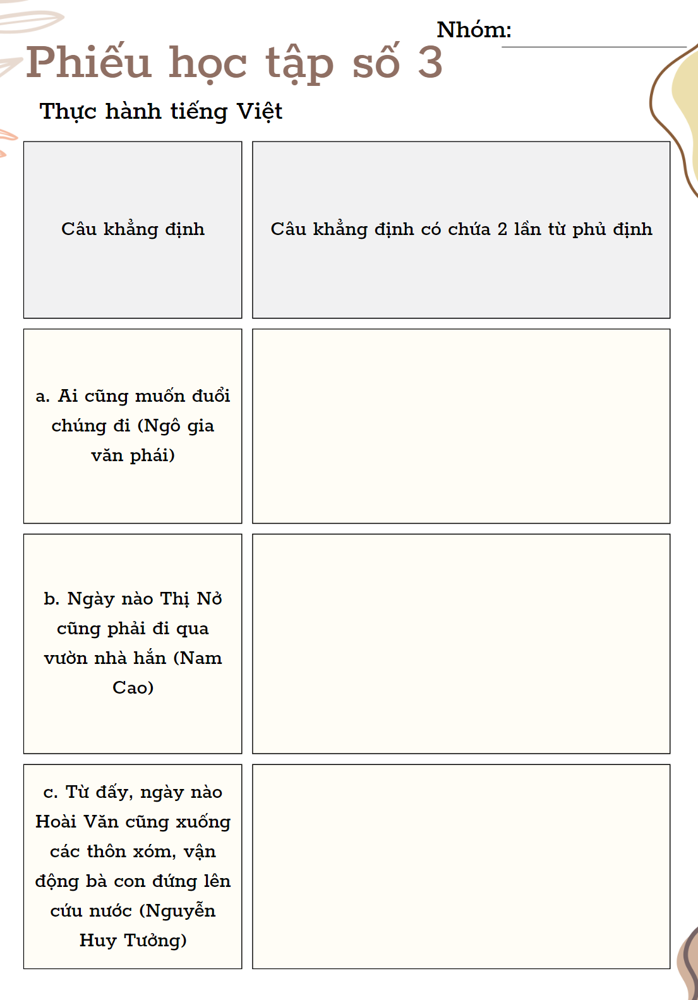 Nhóm:
Phiếu học tập số 3
Thực hành tiếng Việt
Câu khẳng định
Câu khẳng định có chứa 2 lần từ phủ định
a. Ai cũng muốn đuổi
chúng đi (Ngô gia
văn phái)
b. Ngày nào Thị Nở
cũng phải đi qua
vườn nhà hắn (Nam
Cao)
c. Từ đấy, ngày nào
Hoài Văn cũng xuống
các thôn xóm, vận
động bà con đứng lên
cứu nước (Nguyễn
Huy Tưởng)